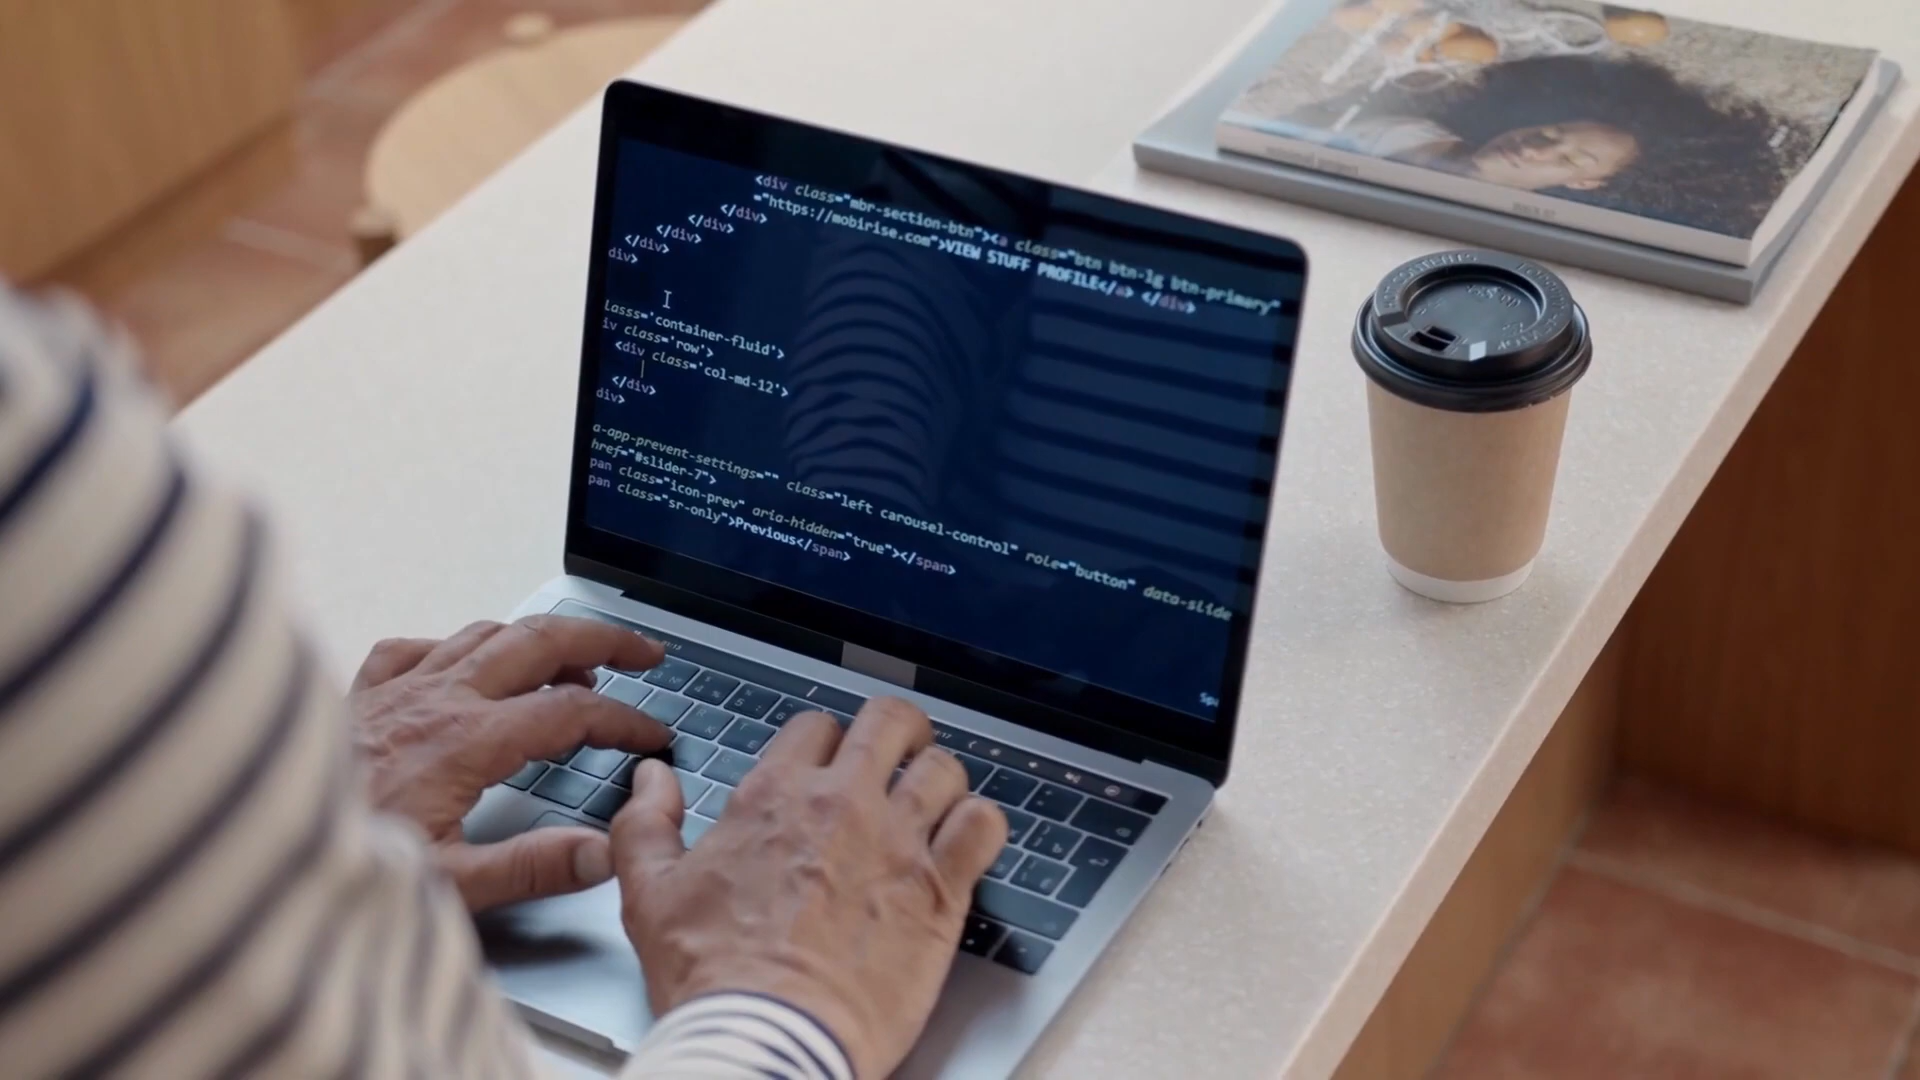 <div class="mbr-section-btn"><a class="btn btn-lg btn-primary"
="https://mobirise.com">VIEW STUFF PROFILE</a> </div>
</div>
</div>
</div>
</div>
div>
lasss='container-fluid'>
iv class='row'>
<div class='col-md-12'>
</div>
div>
a-app-prevent-settings="" class="left carousel-control" role="button" data-slide
href="#slider-7">
pan class="icon-prev" aria-hidden="true"></span>
pan class="sr-only">Previous</span>